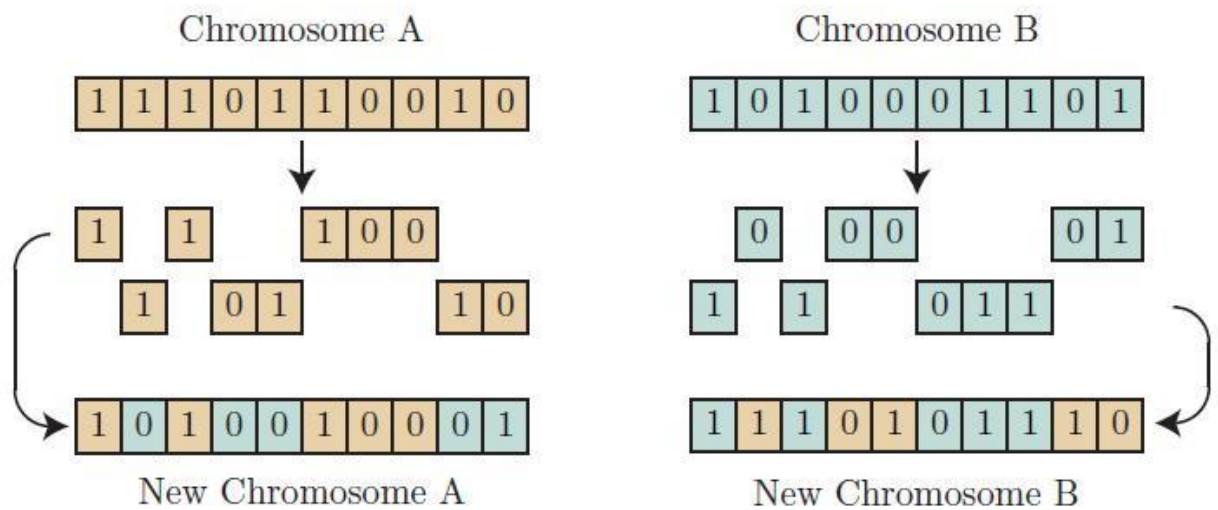 Chromosome A
Chromosome B
1 1 1 0 1 1 0 0 1 0
1 0 1 0 0 0 1 1 0 1
1 1 1 0 0
0 0 0 0 1
1 0 1 1 0
1 1 0 1 1
1 0 1 0 0 1 0 0 0 1
1 1 1 0 1 0 1 1 1 0
New Chromosome A
New Chromosome B